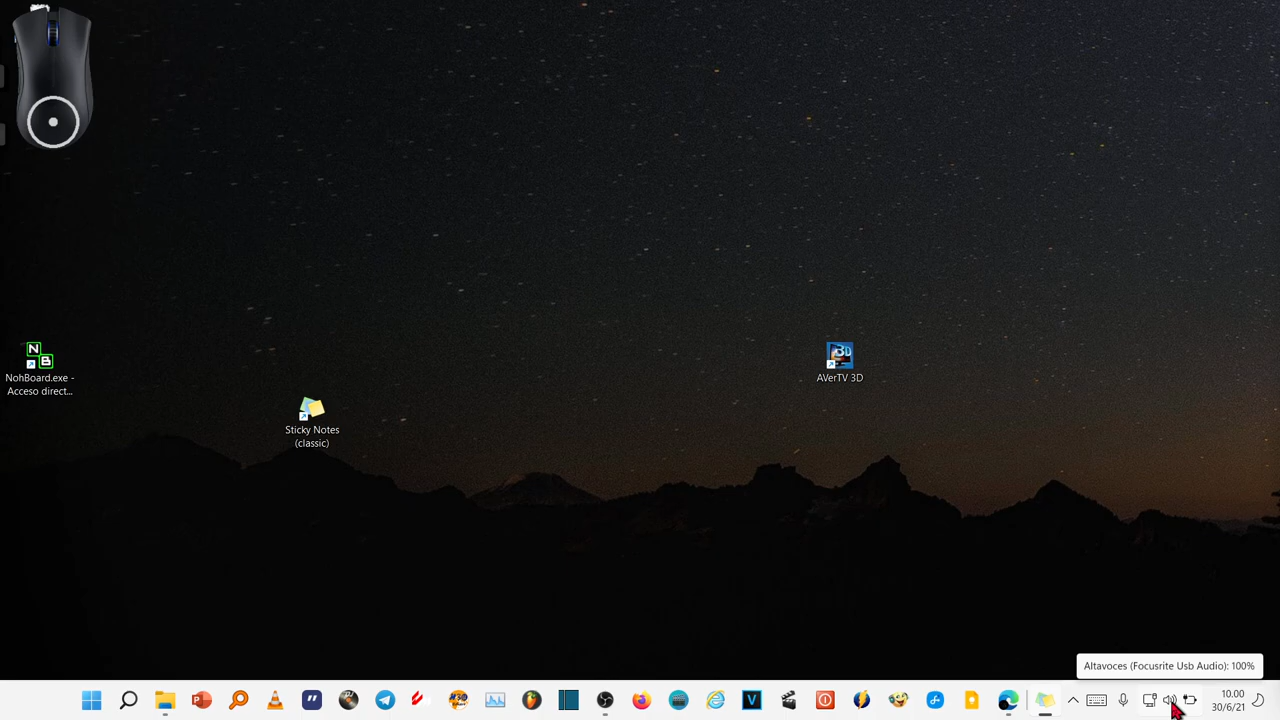 NohBoard.exe -
Acceso direct...
Sticky Notes
(classic)
3D
AVerTV 3D
Altavoces (Focusrite Usb Audio): 100%
10.00
30/6/21